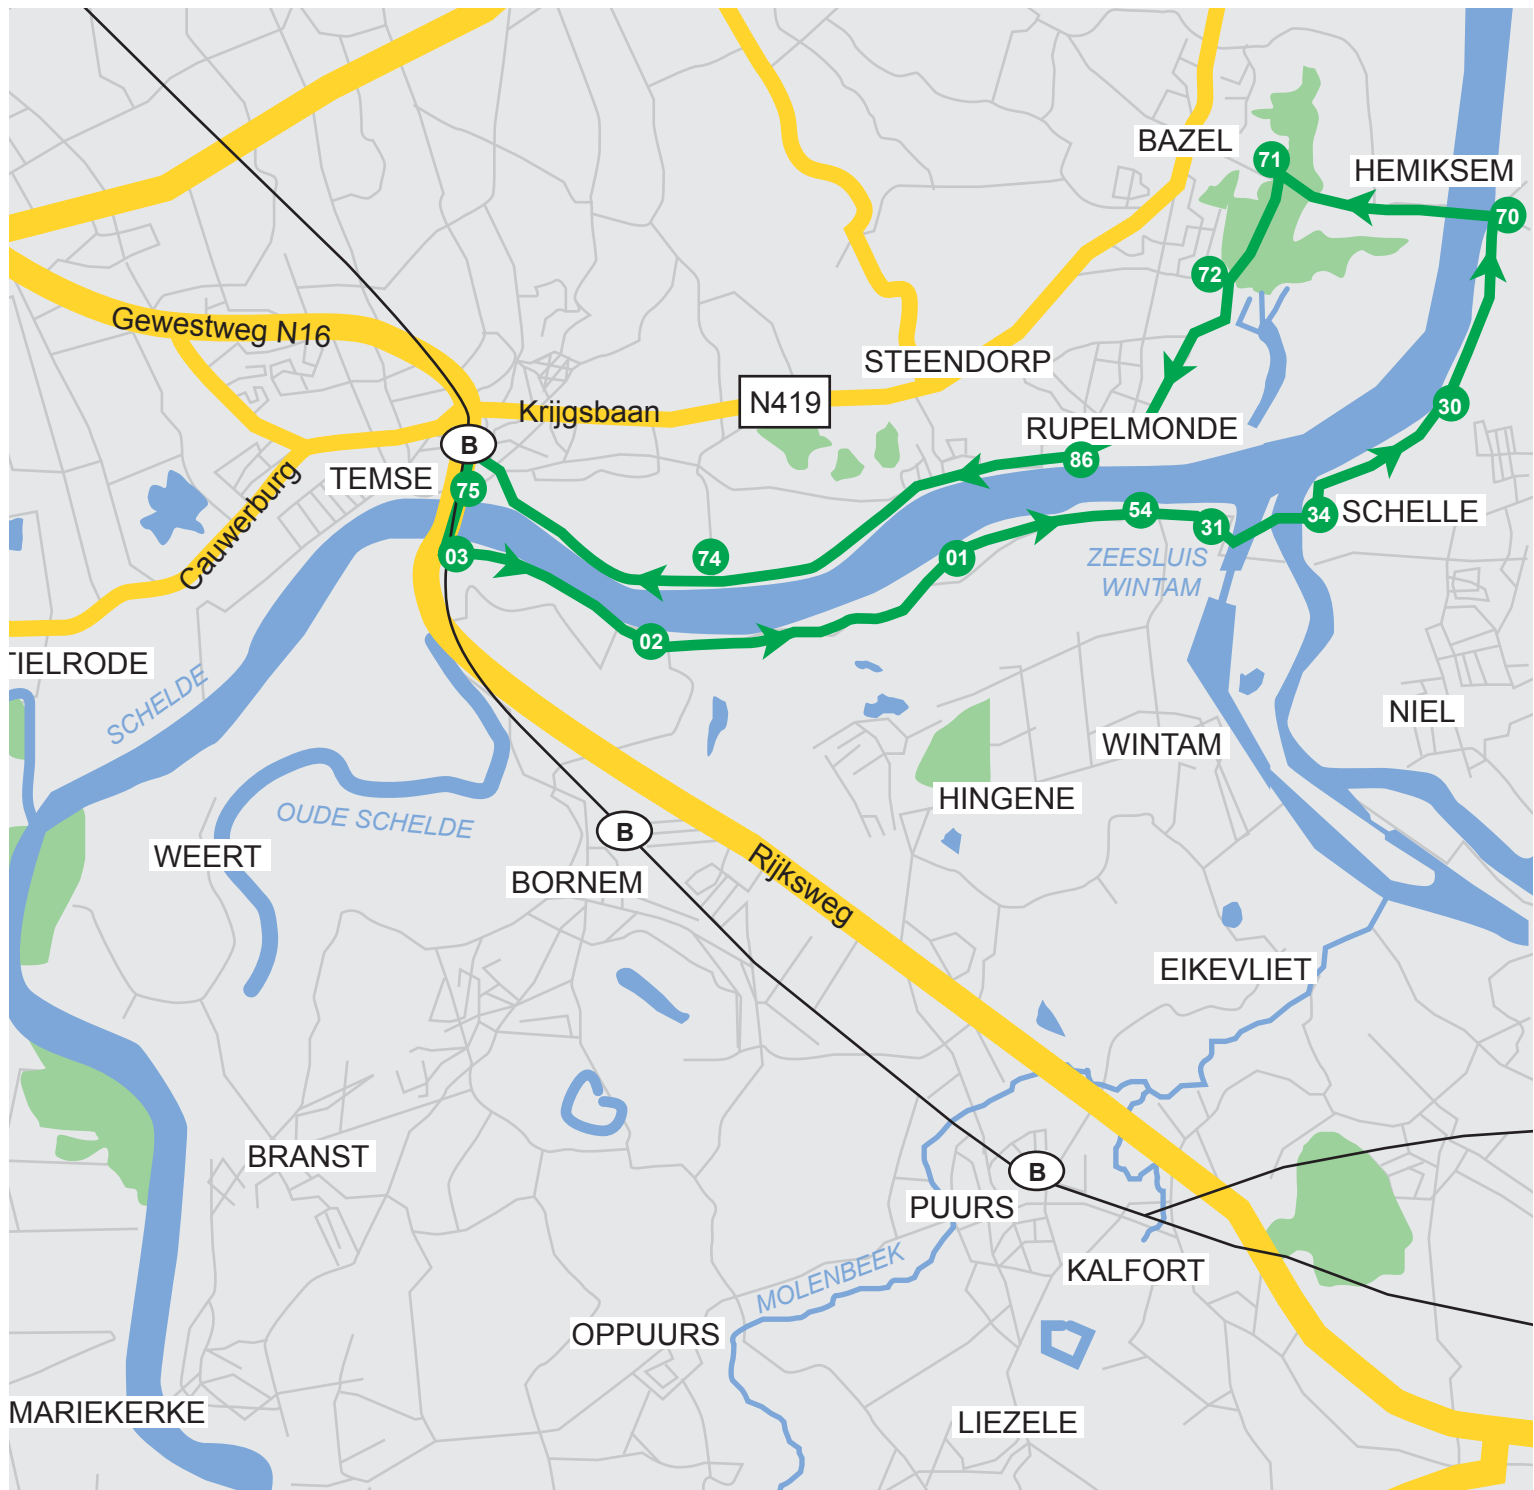 BAZEL
71
HEMIKSEM
70
72
Gewestweg N16
STEENDORP
Krijgsbaan
N419
30
RUPELMONDE
B
86
TEMSE
75
Cauwerburg
54
31
34
SCHELLE
03
74
01
ZEESLUIS
WINTAM
02
TIELRODE
SCHELDE
NIEL
WINTAM
HINGENE
OUDE SCHELDE
B
WEERT
BORNEM
Rijksweg
EIKEVLIET
BRANST
B
PUURS
KALFORT
MOLENBEEK
OPPUURS
MARIEKERKE
LIEZELE